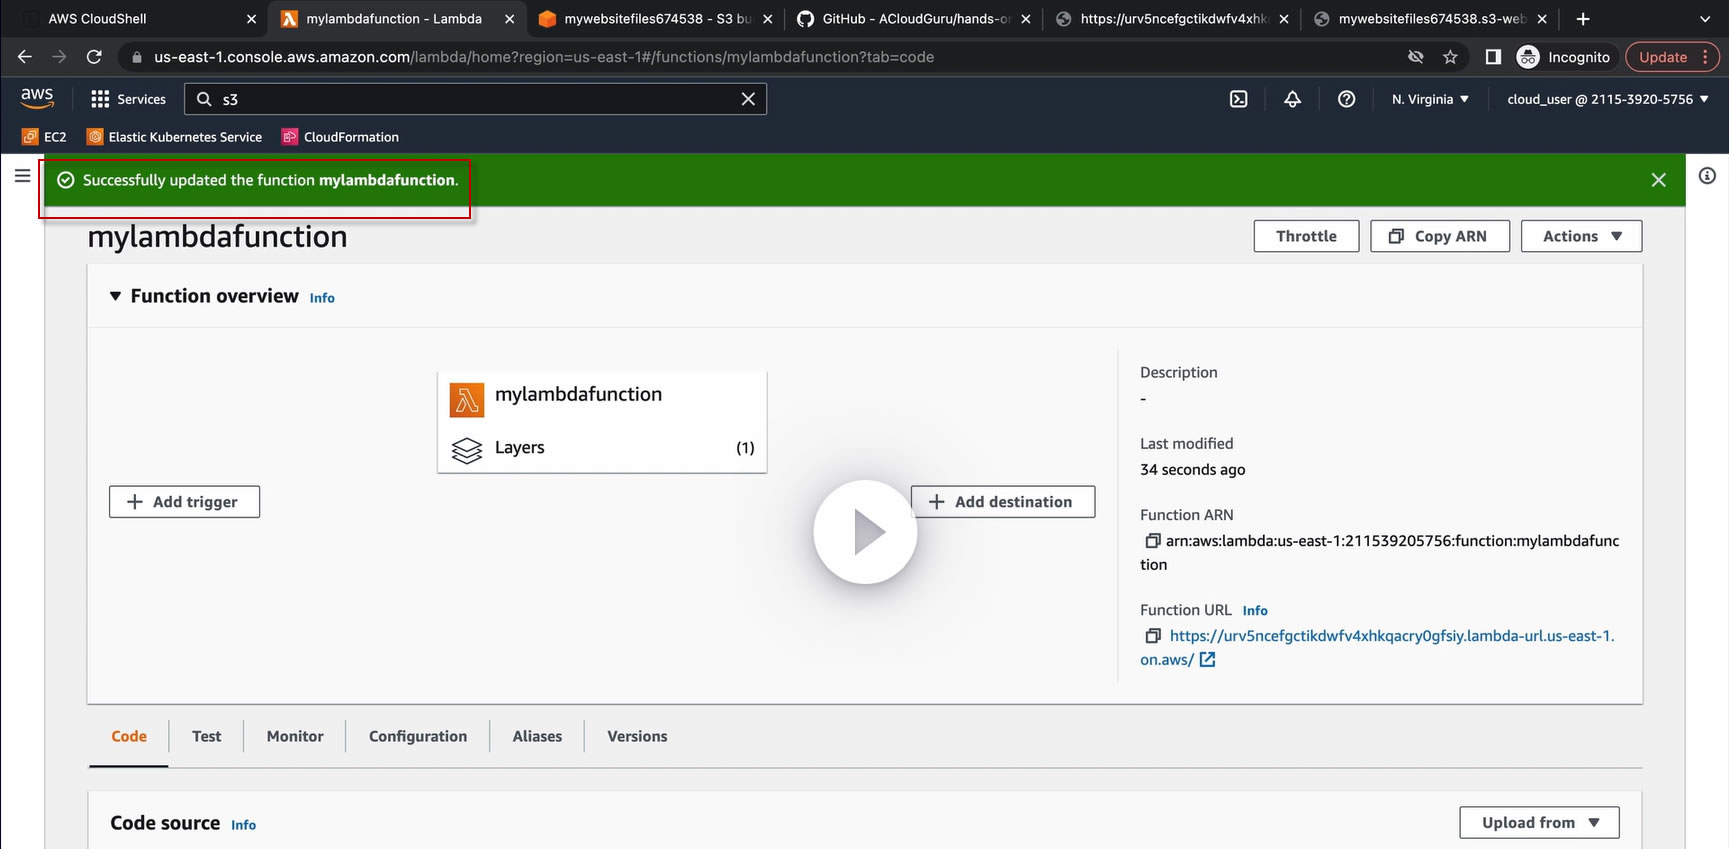 AWS CloudShell
mylambdafunction - Lambda
mywebsitefiles674538 - S3 bu
GitHub - ACloudGuru/hands-o
https://urv5ncefgctikdwfv4xhk
mywebsitefiles674538.s3-web
us-east-1.console.aws.amazon.com/lambda/home?region=us-east-1#/functions/mylambdafunction?tab=code
Incognito
Update
aws
Services
s3
N. Virginia
cloud_user @ 2115-3920-5756
EC2
Elastic Kubernetes Service
CloudFormation
Successfully updated the function mylambdafunction.
mylambdafunction
Throttle
Copy ARN
Actions
Function overview Info
mylambdafunction
Layers (1)
Add trigger
Add destination
Description
-
Last modified
34 seconds ago
Function ARN
arn:aws:lambda:us-east-1:211539205756:function:mylambdafunc
tion
Function URL Info
https://urv5ncefgctikdwfv4xhkqacry0gfsiy.lambda-url.us-east-1.
on.aws/
Code
Test
Monitor
Configuration
Aliases
Versions
Code source Info
Upload from